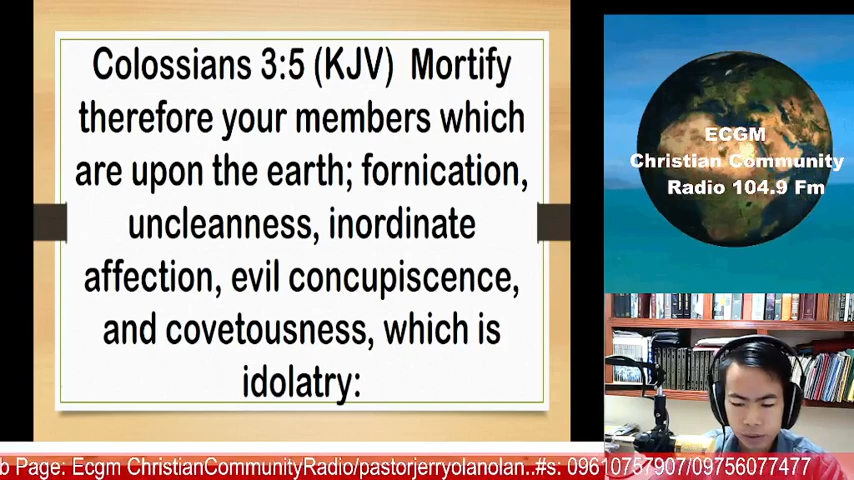 Colossians 3:5 (KJV)  Mortify
therefore your members which
are upon the earth; fornication,
uncleanness, inordinate
affection, evil concupiscence,
and covetousness, which is
idolatry:
ECGM
Christian Community
Radio 104.9 Fm
b Page: Ecgm ChristianCommunityRadio/pastorjerryolanolan..#s: 09610757907/09756077477